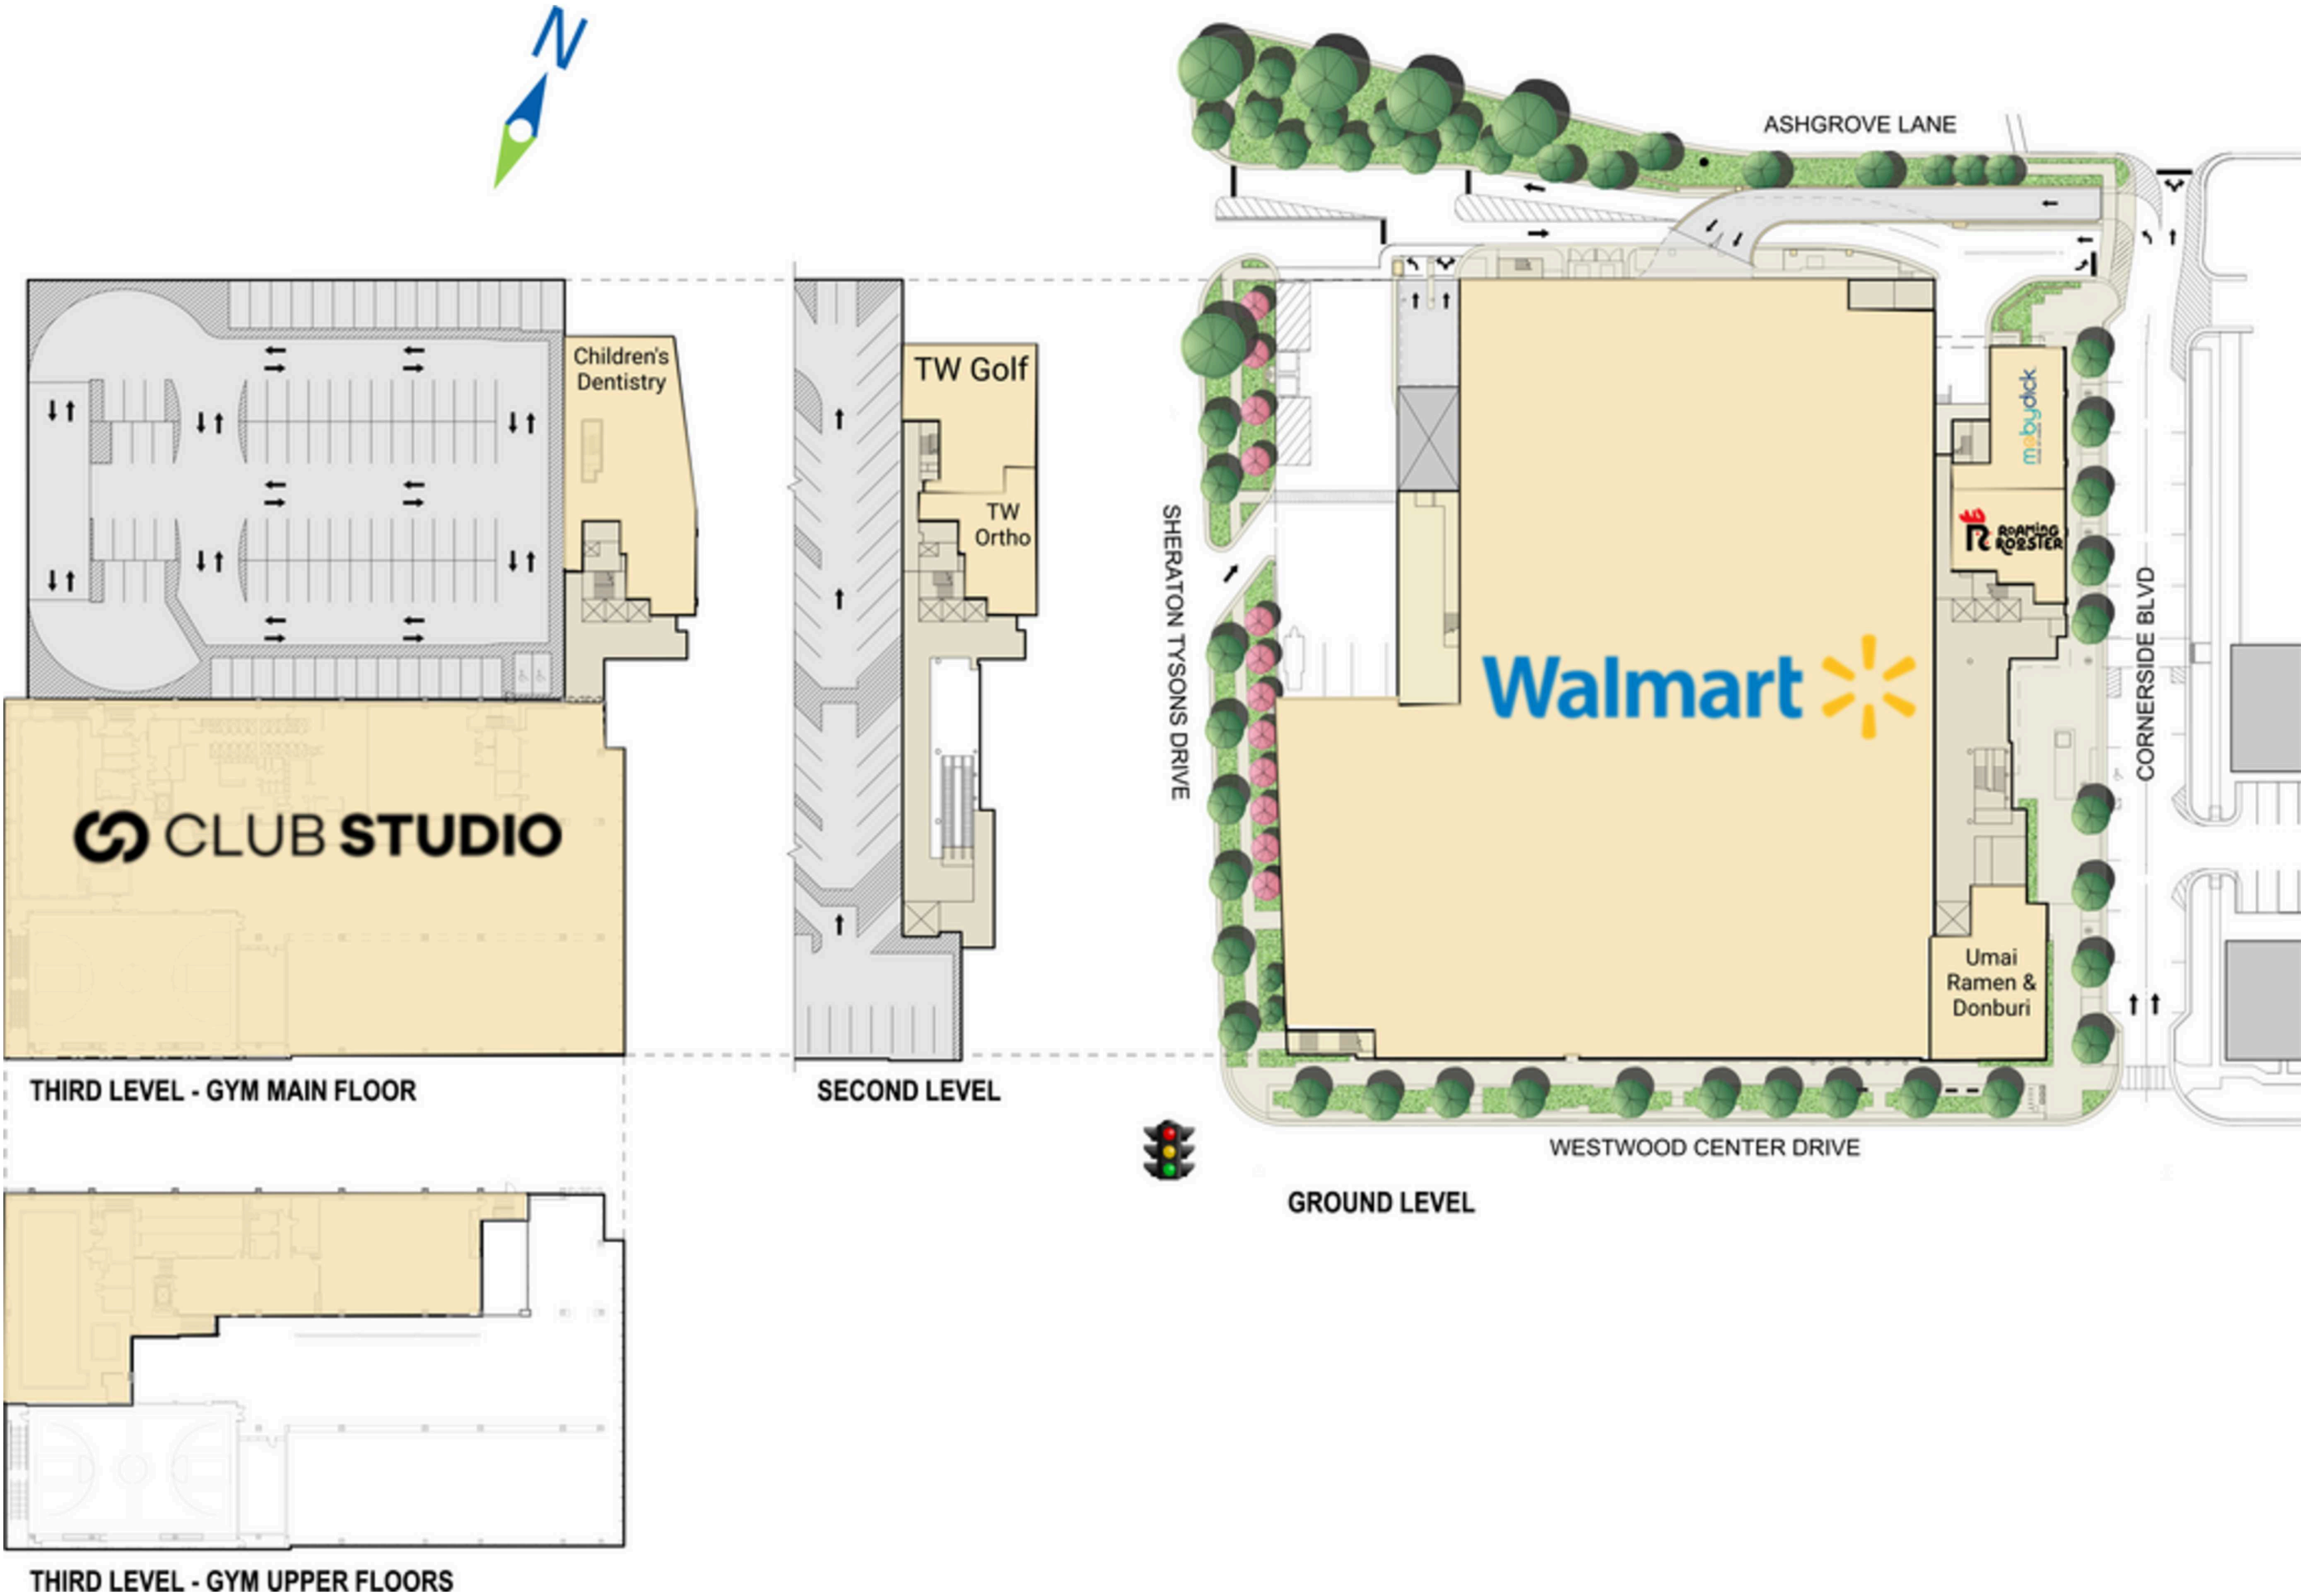 N
ASHGROVE LANE
Children's
Dentistry
TW Golf
TW
Ortho
mobydick
ROAMING
ROOSTER
SHERATON TYSONS DRIVE
CORNERSIDE BLVD
Walmart
CLUB STUDIO
Umai
Ramen &
Donburi
THIRD LEVEL - GYM MAIN FLOOR
SECOND LEVEL
WESTWOOD CENTER DRIVE
GROUND LEVEL
THIRD LEVEL - GYM UPPER FLOORS